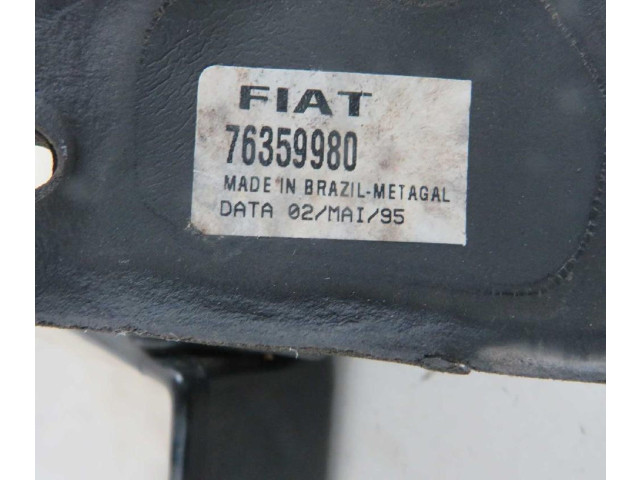 FIAT
76359980
MADE IN BRAZIL-METAGAL
DATA 02/MAI/95